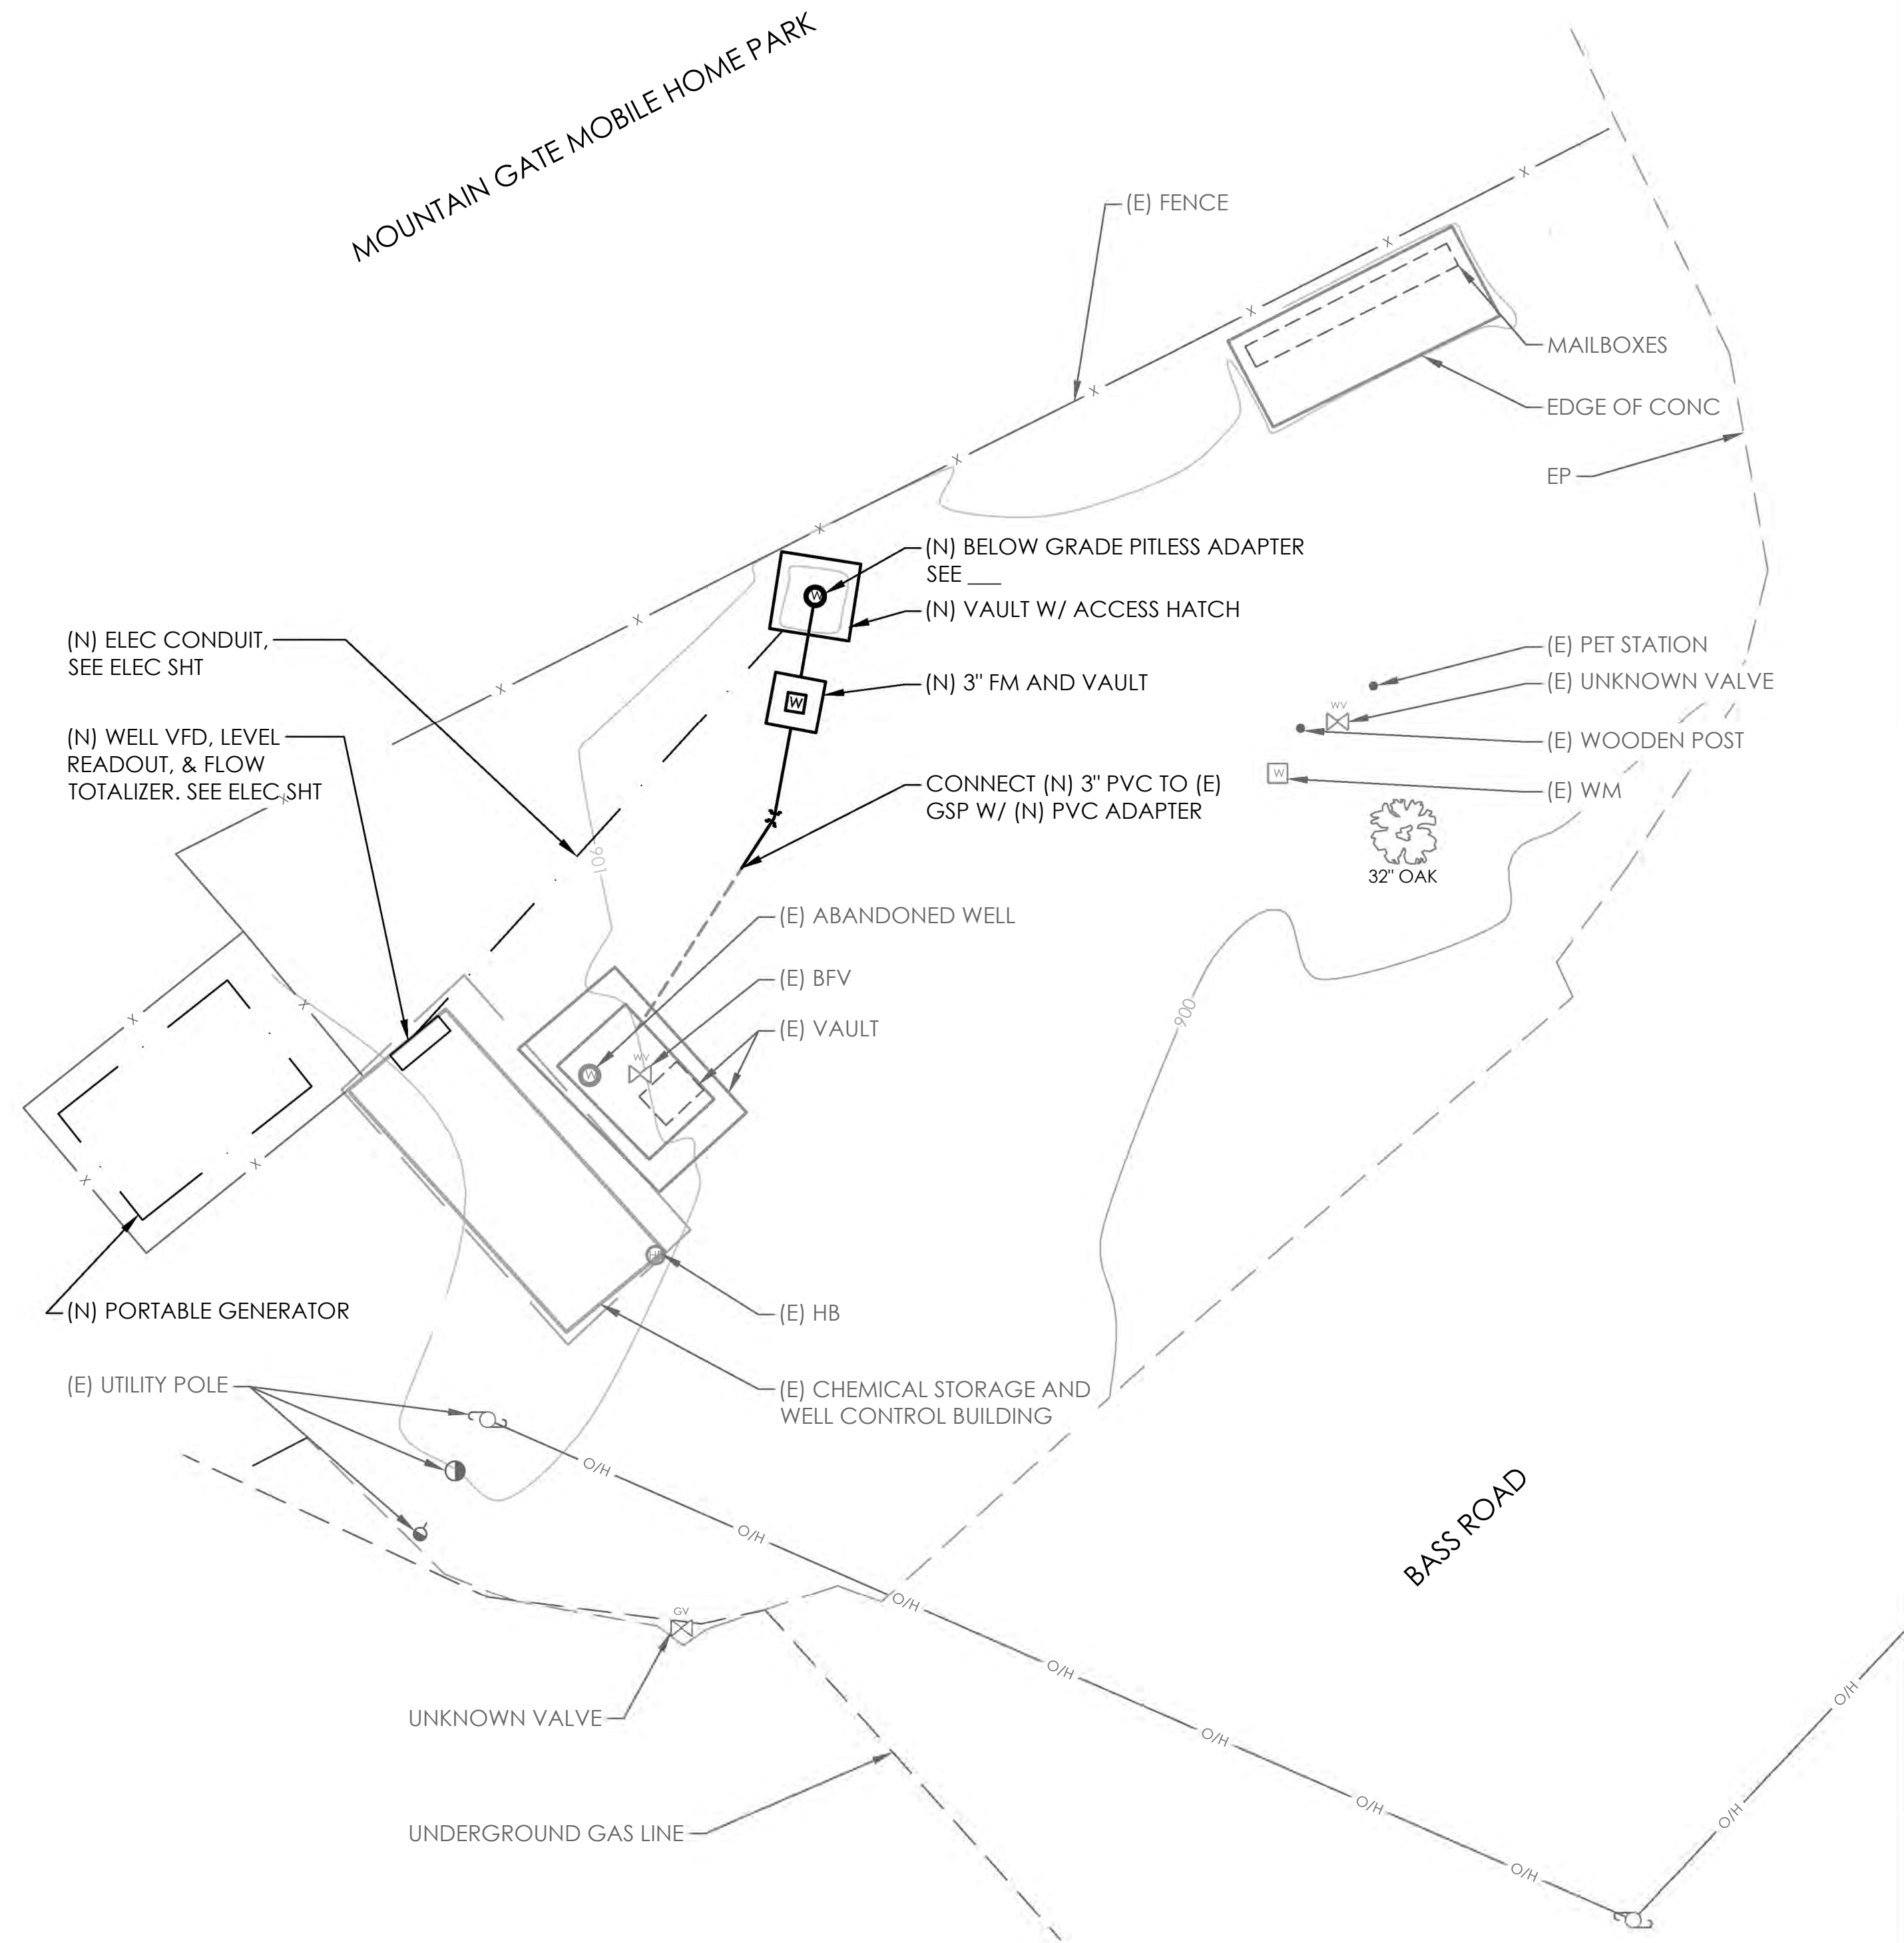 MOUNTAIN GATE MOBILE HOME PARK
X
(E) FENCE
X
X
MAILBOXES
EDGE OF CONC
X
X
EP
X
(N) BELOW GRADE PITLESS ADAPTER
SEE ___
W
(N) VAULT W/ ACCESS HATCH
X
(N) ELEC CONDUIT,
SEE ELEC SHT
(E) PET STATION
(N) 3" FM AND VAULT
(E) UNKNOWN VALVE
X
W
WV
(N) WELL VFD, LEVEL
READOUT, & FLOW
TOTALIZER. SEE ELEC SHT
X
(E) WOODEN POST
W
(E) WM
CONNECT (N) 3" PVC TO (E)
GSP W/ (N) PVC ADAPTER
901
32" OAK
(E) ABANDONED WELL
(E) BFV
X
X
900
(E) VAULT
WV
W
X
X
HB
(N) PORTABLE GENERATOR
(E) HB
(E) UTILITY POLE
(E) CHEMICAL STORAGE AND
WELL CONTROL BUILDING
O/H
O/H
BASS ROAD
O/H
GV
O/H
UNKNOWN VALVE
O/H
O/H
O/H
O/H
UNDERGROUND GAS LINE
O/H